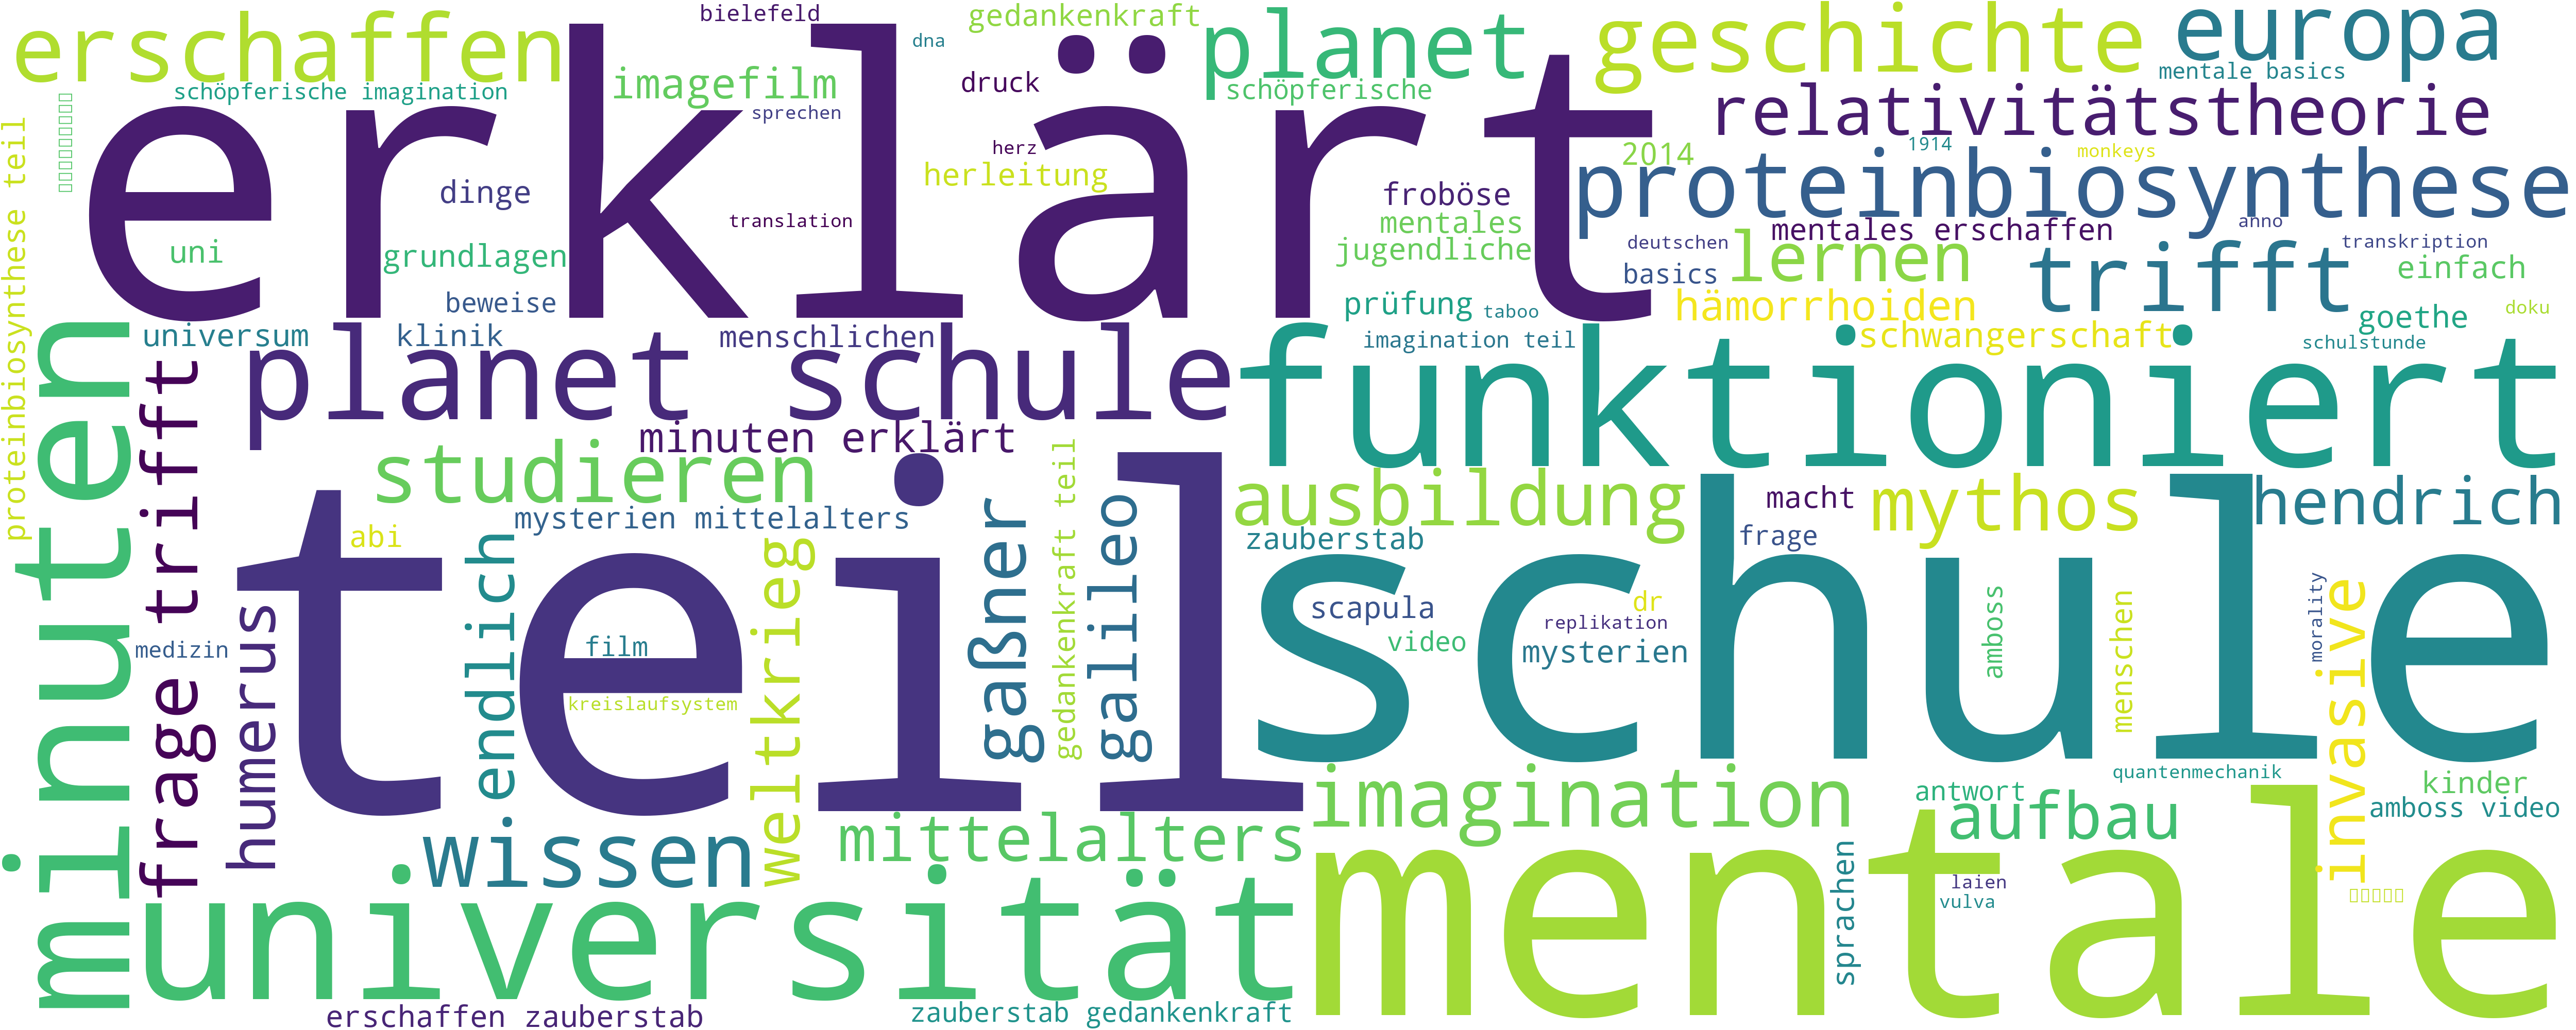 erschaffen
bielefeld
gedankenkraft
planet
geschichte
europa
erklärt
dna
mentale basics
schöpferische imagination
imagefilm
druck
schöpferische
relativitätstheorie
sprechen
proteinbiosynthese teil
herz
herleitung
2014
1914
monkeys
proteinbiosynthese
dinge
froböse
translation
mentales
mentales erschaffen
anno
uni
grundlagen
jugendliche
deutschen
lernen
transkription
trifft
basics
einfach
beweise
prüfung
taboo
hämorrhoiden
goethe
doku
minuten
universum
klinik
menschlichen
imagination teil
schwangerschaft
schulstunde
frage trifft
planet schule
funktioniert
minuten erklärt
studieren
teil
gedankenkraft teil
gaßner
galileo
ausbildung
macht
mythos
hendrich
schule
mysterien mittelalters
abi
endlich
weltkrieg
zauberstab
frage
humerus
scapula
dr
replikation
amboss
menschen
morality
invasive
medizin
film
video
mysterien
kreislaufsystem
imagination
quantenmechanik
kinder
antwort
aufbau
amboss video
mentale
wissen
mittelalters
sprachen
laien
vulva
universität
erschaffen zauberstab
zauberstab gedankenkraft